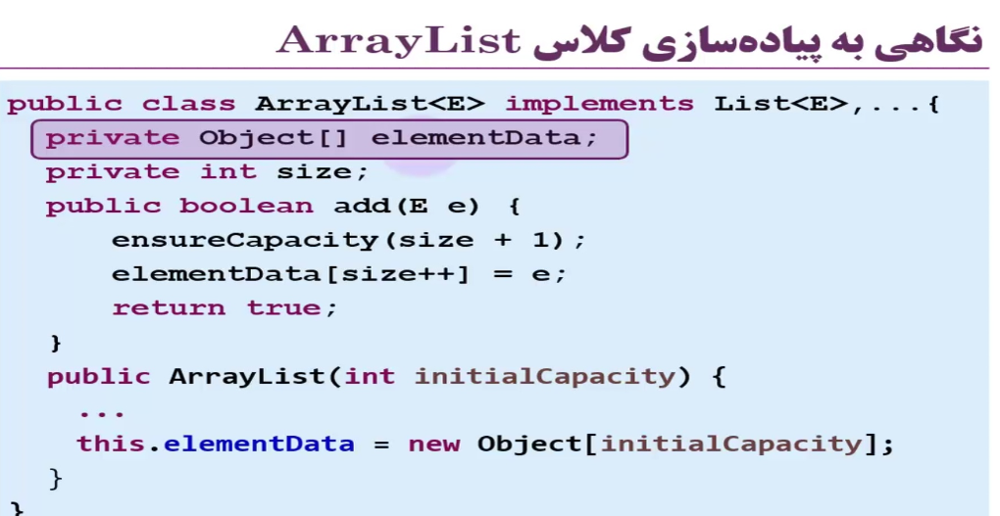 نگاهی به پیاده‌سازی کلاس ArrayList
public class ArrayList<E> implements List<E>,...{
private Object[] elementData;
private int size;
public boolean add(E e) {
ensureCapacity(size + 1);
elementData[size++] = e;
return true;
}
public ArrayList(int initialCapacity) {
...
this.elementData = new Object[initialCapacity];
}
}